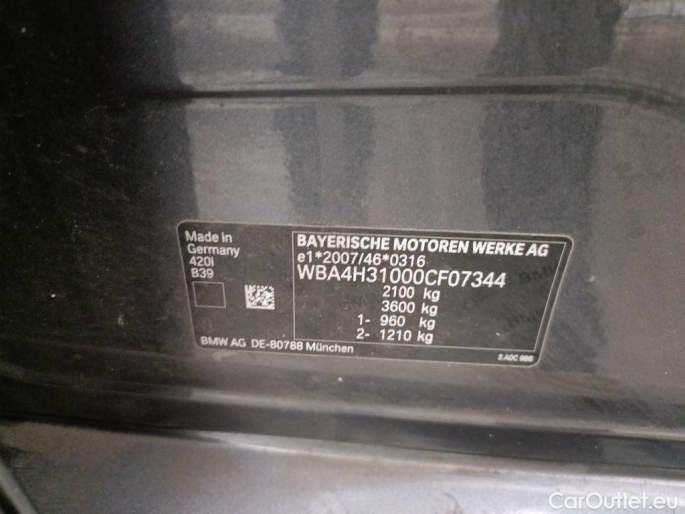 Made in
Germany
420i
B39
BAYERISCHE MOTOREN WERKE AG
e1*2007/46*0316
WBA4H31000CF07344
2100 kg
3600 kg
1- 960 kg
2- 1210 kg
BMW AG DE-80788 München
CarOutlet.eu